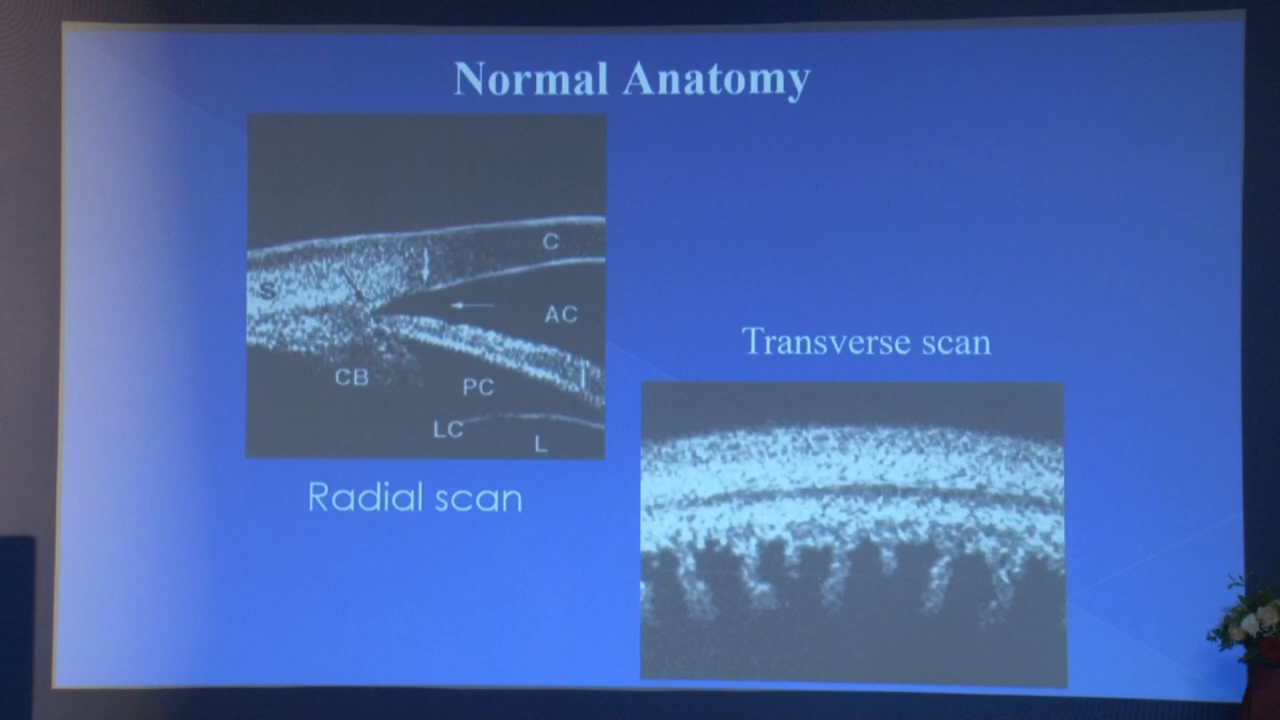 Normal Anatomy
C
S
AC
CB
PC
LC
L
I
Radial scan
Transverse scan